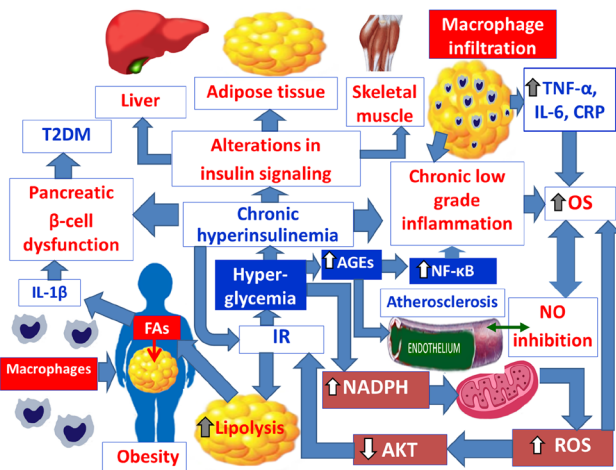 Macrophage
infiltration
Liver
Adipose tissue
Skeletal
muscle
TNF-α,
IL-6, CRP
T2DM
Alterations in
insulin signaling
Pancreatic
β-cell
dysfunction
Chronic low
grade
inflammation
OS
Chronic
hyperinsulinemia
Hyper-
glycemia
AGEs
NF-κB
IL-1β
Atherosclerosis
FAs
IR
ENDOTHELIUM
NO
inhibition
Macrophages
NADPH
Lipolysis
Obesity
AKT
ROS